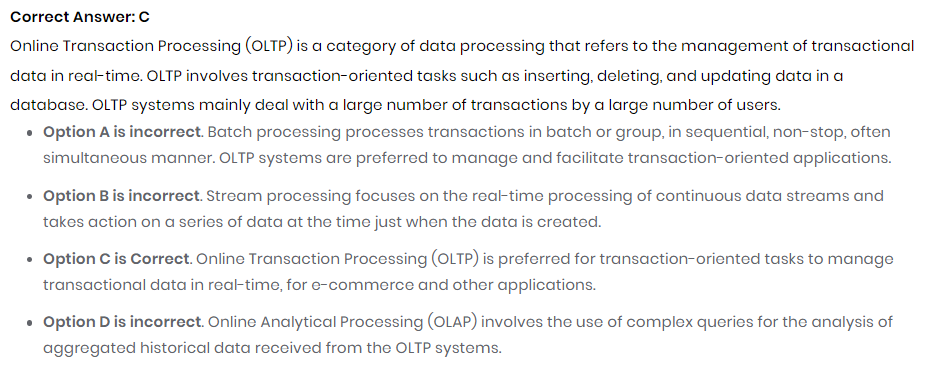 Correct Answer: C
Online Transaction Processing (OLTP) is a category of data processing that refers to the management of transactional
data in real-time. OLTP involves transaction-oriented tasks such as inserting, deleting, and updating data in a
database. OLTP systems mainly deal with a large number of transactions by a large number of users.
• Option A is incorrect. Batch processing processes transactions in batch or group, in sequential, non-stop, often
simultaneous manner. OLTP systems are preferred to manage and facilitate transaction-oriented applications.
• Option B is incorrect. Stream processing focuses on the real-time processing of continuous data streams and
takes action on a series of data at the time just when the data is created.
• Option C is Correct. Online Transaction Processing (OLTP) is preferred for transaction-oriented tasks to manage
transactional data in real-time, for e-commerce and other applications.
• Option D is incorrect. Online Analytical Processing (OLAP) involves the use of complex queries for the analysis of
aggregated historical data received from the OLTP systems.